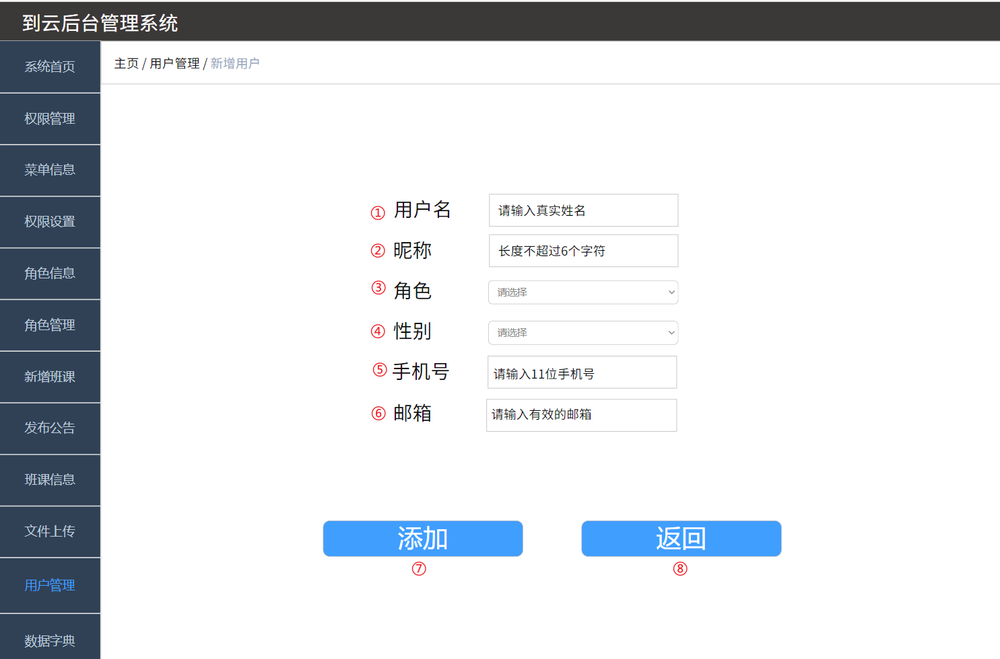 到云后台管理系统
主页 / 用户管理 / 新增用户
系统首页
权限管理
菜单信息
权限设置
角色信息
角色管理
新增班课
发布公告
班课信息
文件上传
用户管理
数据字典
① 用户名 请输入真实姓名
② 昵称 长度不超过6个字符
③ 角色 请选择
④ 性别 请选择
⑤ 手机号 请输入11位手机号
⑥ 邮箱 请输入有效的邮箱
添加 返回
⑦ ⑧